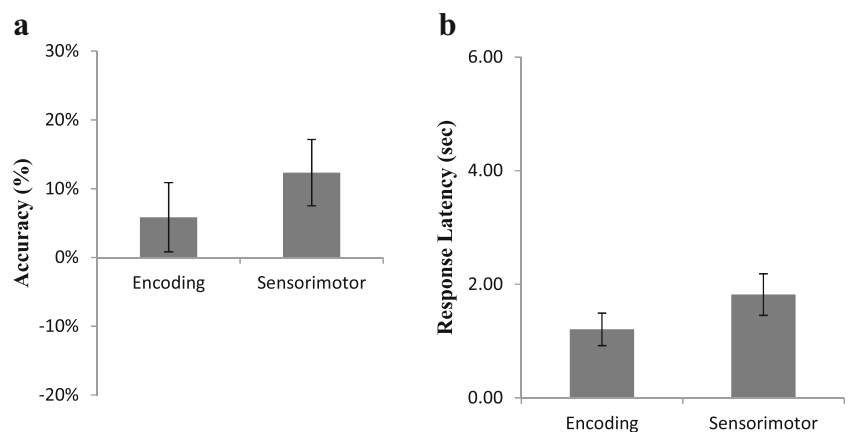 a
Accuracy (%)
30%
20%
10%
0%
-10%
-20%
Encoding
Sensorimotor
b
Response Latency (sec)
6.00
4.00
2.00
0.00
Encoding
Sensorimotor